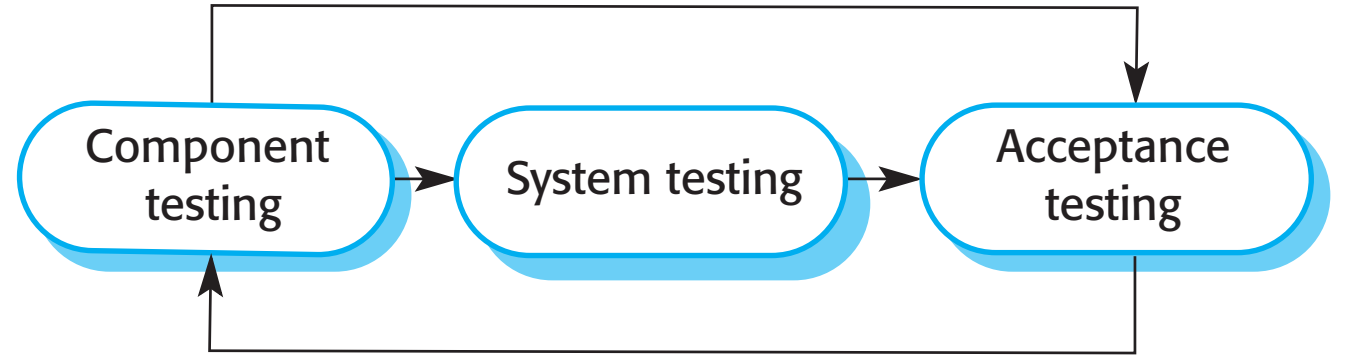 Component
testing
System testing
Acceptance
testing